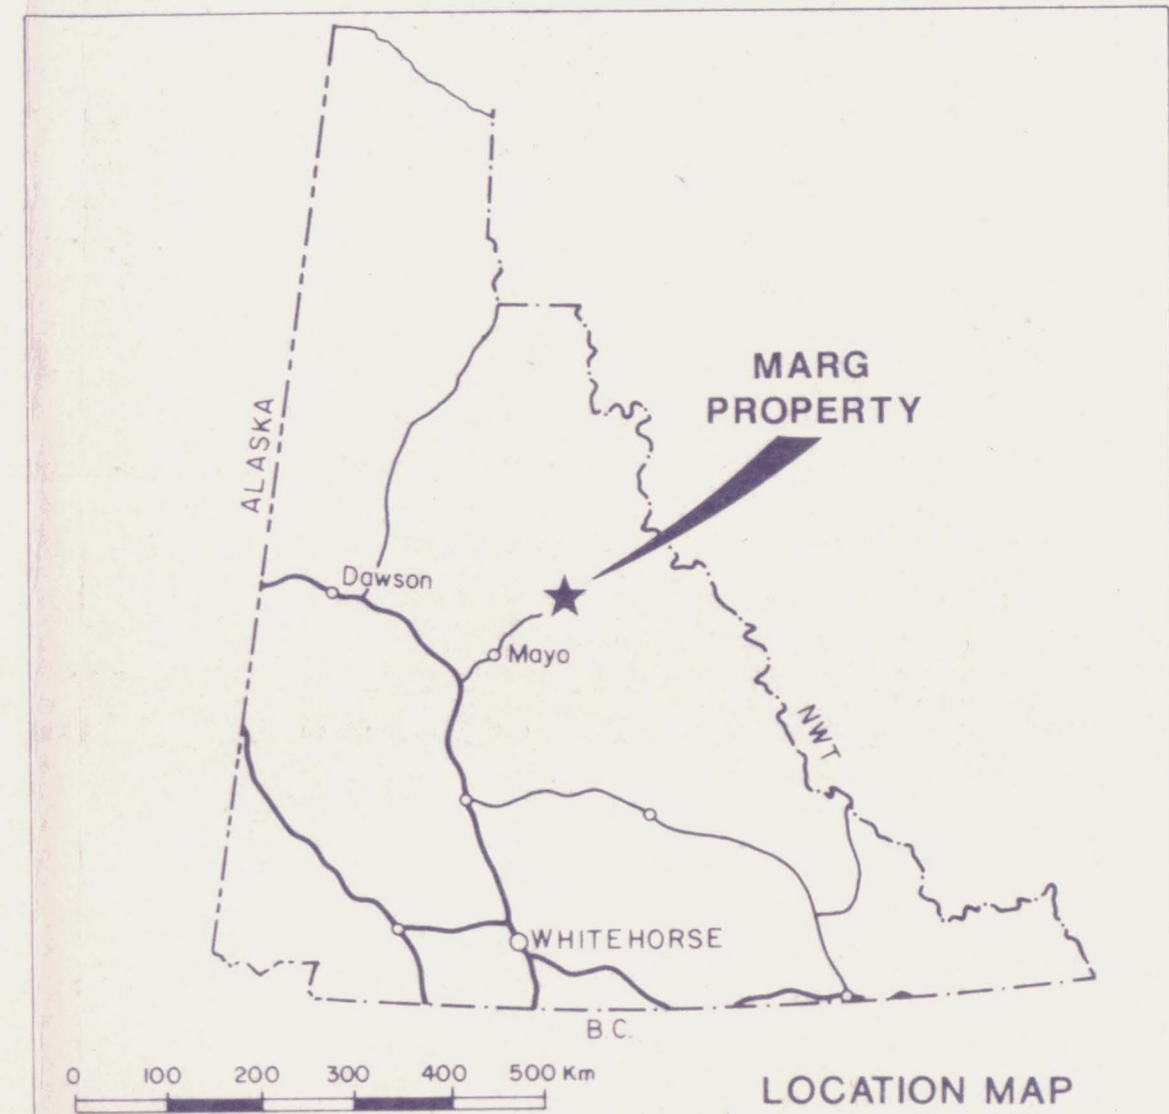 MARG
PROPERTY
ALASKA
Dawson
Mayo
NWT
WHITEHORSE
B.C.
0 100 200 300 400 500 Km
LOCATION MAP